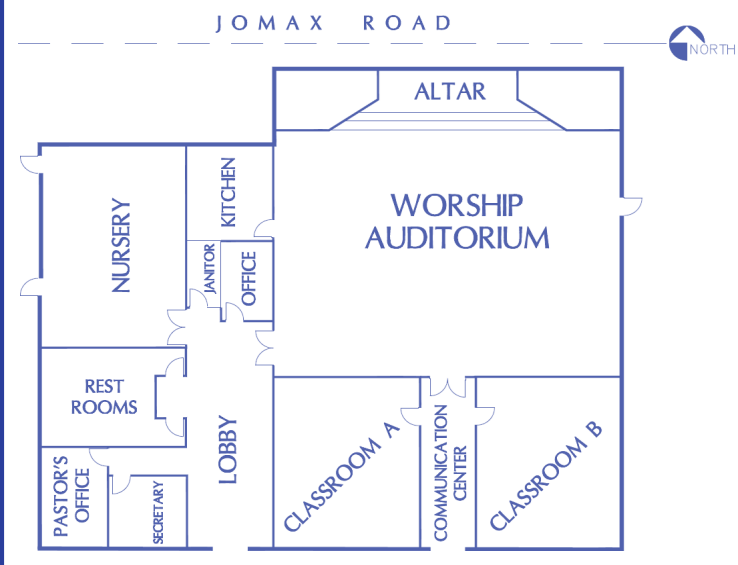 JOMAX ROAD
NORTH
ALTAR
WORSHIP
AUDITORIUM
KITCHEN
NURSERY
JANITOR
OFFICE
REST
ROOMS
LOBBY
CLASSROOM A
COMMUNICATION
CENTER
CLASSROOM B
PASTOR'S
OFFICE
SECRETARY